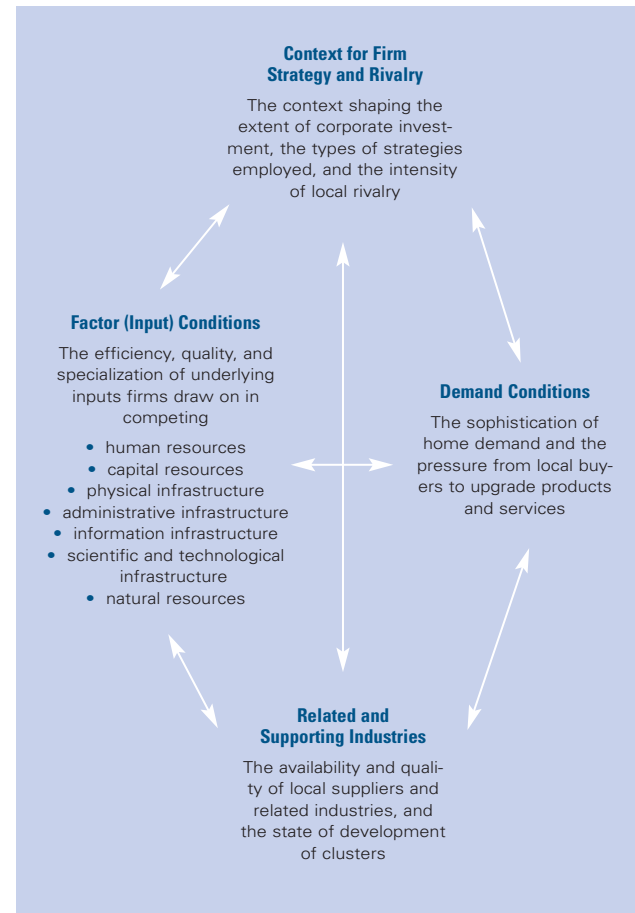 Context for Firm
Strategy and Rivalry
The context shaping the
extent of corporate invest-
ment, the types of strategies
employed, and the intensity
of local rivalry
Factor (Input) Conditions
The efficiency, quality, and
specialization of underlying
inputs firms draw on in
competing
• human resources
• capital resources
• physical infrastructure
• administrative infrastructure
• information infrastructure
• scientific and technological
infrastructure
• natural resources
Demand Conditions
The sophistication of
home demand and the
pressure from local buy-
ers to upgrade products
and services
Related and
Supporting Industries
The availability and quali-
ty of local suppliers and
related industries, and
the state of development
of clusters